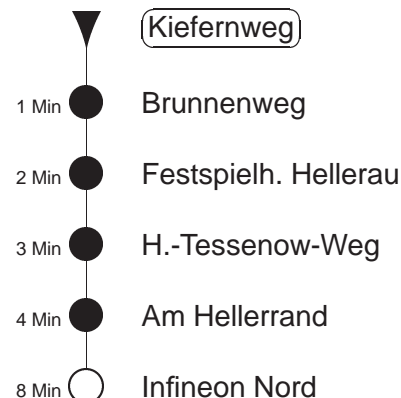 Kiefernweg
1 Min Brunnenweg
2 Min Festspielh. Hellerau
3 Min H.-Tessenow-Weg
4 Min Am Hellerrand
8 Min Infineon Nord